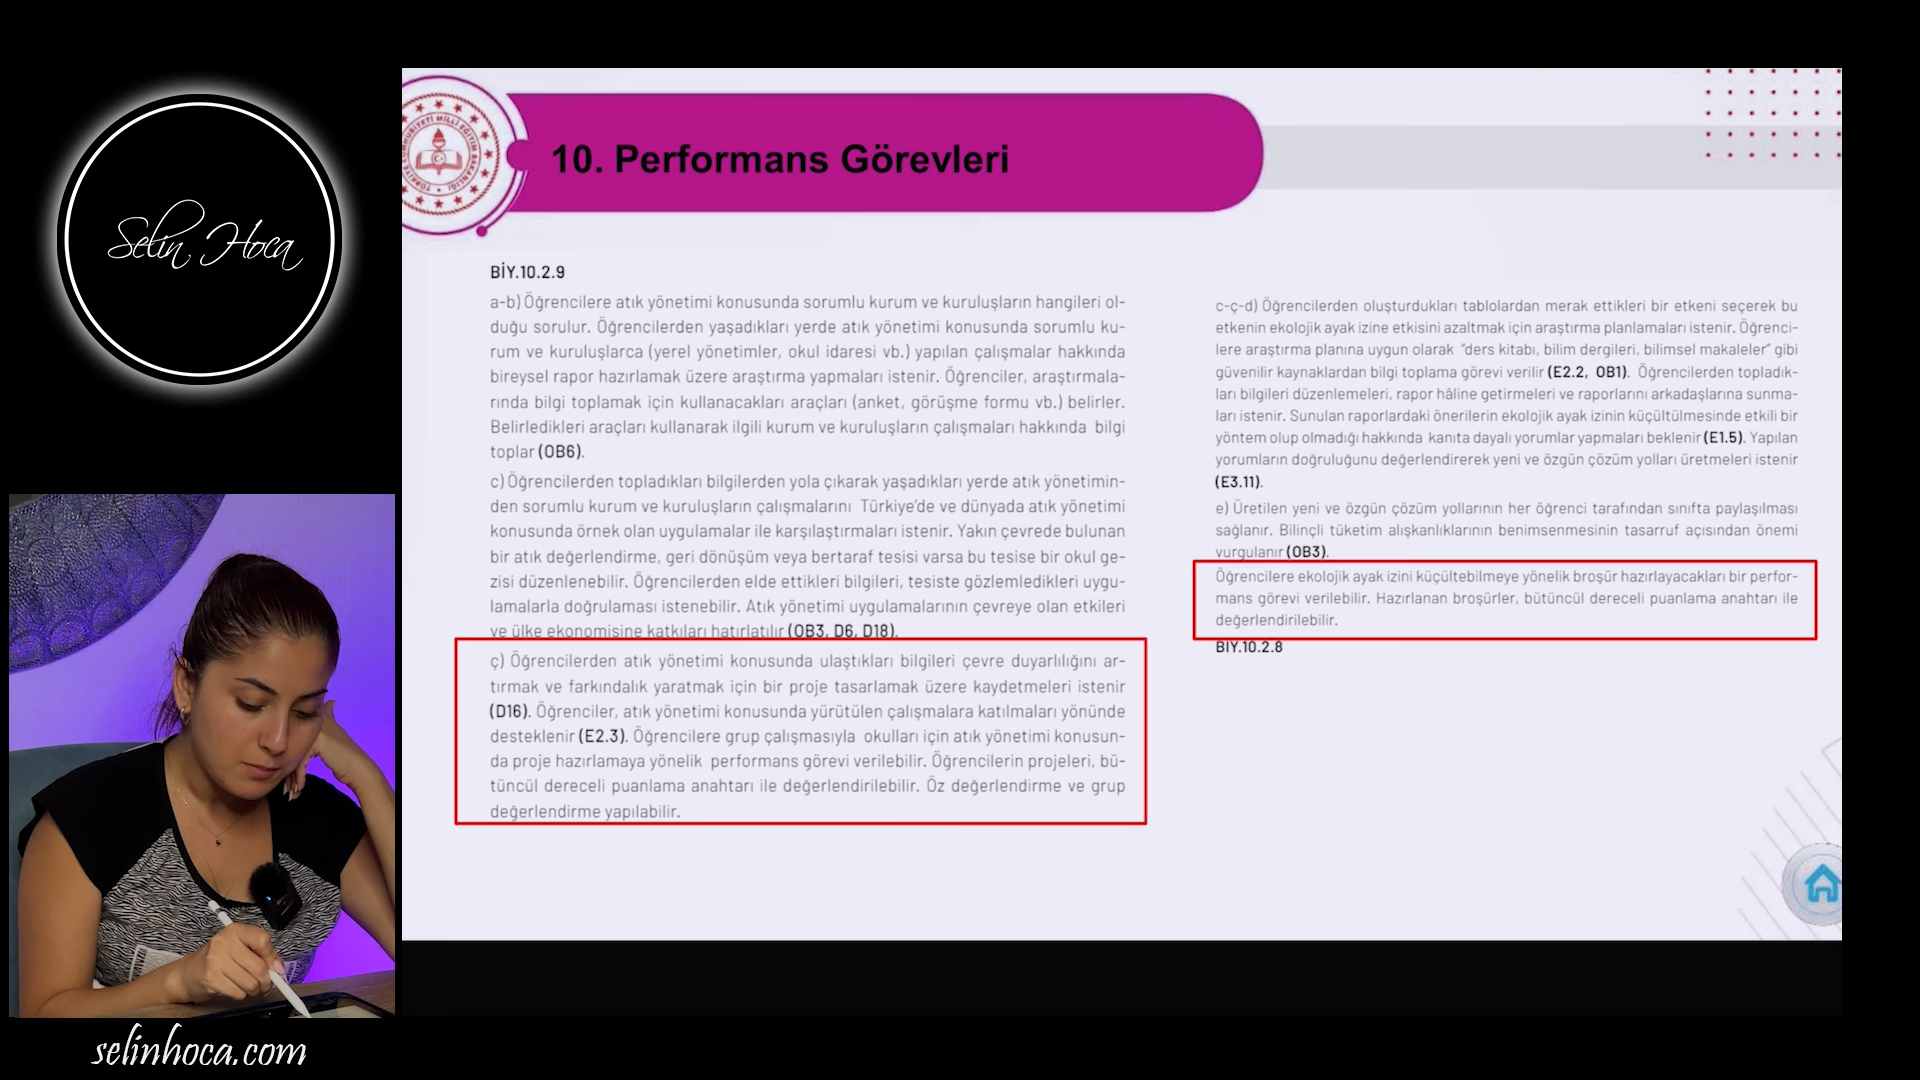 Selin Hoca
selinhoca.com
TÜRKİYE CUMHURİYETİ MİLLÎ EĞİTİM BAKANLIĞI
10. Performans Görevleri
BİY.10.2.9
a-b) Öğrencilere atık yönetimi konusunda sorumlu kurum ve kuruluşların hangileri ol-
duğu sorulur. Öğrencilerden yaşadıkları yerde atık yönetimi konusunda sorumlu ku-
rum ve kuruluşlarca (yerel yönetimler, okul idaresi vb.) yapılan çalışmalar hakkında
bireysel rapor hazırlamak üzere araştırma yapmaları istenir. Öğrenciler, araştırmala-
rında bilgi toplamak için kullanacakları araçları (anket, görüşme formu vb.) belirler.
Belirledikleri araçları kullanarak ilgili kurum ve kuruluşların çalışmaları hakkında bilgi
toplar (OB6).
c) Öğrencilerden topladıkları bilgilerden yola çıkarak yaşadıkları yerde atık yönetimin-
den sorumlu kurum ve kuruluşların çalışmalarını Türkiye’de ve dünyada atık yönetimi
konusunda örnek olan uygulamalar ile karşılaştırmaları istenir. Yakın çevrede bulunan
bir atık değerlendirme, geri dönüşüm veya bertaraf tesisi varsa bu tesise bir okul ge-
zisi düzenlenebilir. Öğrencilerden elde ettikleri bilgileri, tesiste gözlemledikleri uygu-
lamalarla doğrulaması istenebilir. Atık yönetimi uygulamalarının çevreye olan etkileri
ve ülke ekonomisine katkıları hatırlatılır (OB3, D6, D18).
ç) Öğrencilerden atık yönetimi konusunda ulaştıkları bilgileri çevre duyarlılığını ar-
tırmak ve farkındalık yaratmak için bir proje tasarlamak üzere kaydetmeleri istenir
(D16). Öğrenciler, atık yönetimi konusunda yürütülen çalışmalara katılmaları yönünde
desteklenir (E2.3). Öğrencilere grup çalışmasıyla okulları için atık yönetimi konusun-
da proje hazırlamaya yönelik performans görevi verilebilir. Öğrencilerin projeleri, bü-
tüncül dereceli puanlama anahtarı ile değerlendirilebilir. Öz değerlendirme ve grup
değerlendirme yapılabilir.
c-ç-d) Öğrencilerden oluşturdukları tablolardan merak ettikleri bir etkeni seçerek bu
etkenin ekolojik ayak izine etkisini azaltmak için araştırma planlamaları istenir. Öğrenci-
lere araştırma planına uygun olarak “ders kitabı, bilim dergileri, bilimsel makaleler” gibi
güvenilir kaynaklardan bilgi toplama görevi verilir (E2.2, OB1). Öğrencilerden topladık-
ları bilgileri düzenlemeleri, rapor hâline getirmeleri ve raporlarını arkadaşlarına sunma-
ları istenir. Sunulan raporlardaki önerilerin ekolojik ayak izinin küçültülmesinde etkili bir
yöntem olup olmadığı hakkında kanıta dayalı yorumlar yapmaları beklenir (E1.5). Yapılan
yorumların doğruluğunu değerlendirerek yeni ve özgün çözüm yolları üretmeleri istenir
(E3.11).
e) Üretilen yeni ve özgün çözüm yollarının her öğrenci tarafından sınıfta paylaşılması
sağlanır. Bilinçli tüketim alışkanlıklarının benimsenmesinin tasarruf açısından önemi
vurgulanır (OB3).
Öğrencilere ekolojik ayak izini küçültebilmeye yönelik broşür hazırlayacakları bir perfor-
mans görevi verilebilir. Hazırlanan broşürler, bütüncül dereceli puanlama anahtarı ile
değerlendirilebilir.
BİY.10.2.8